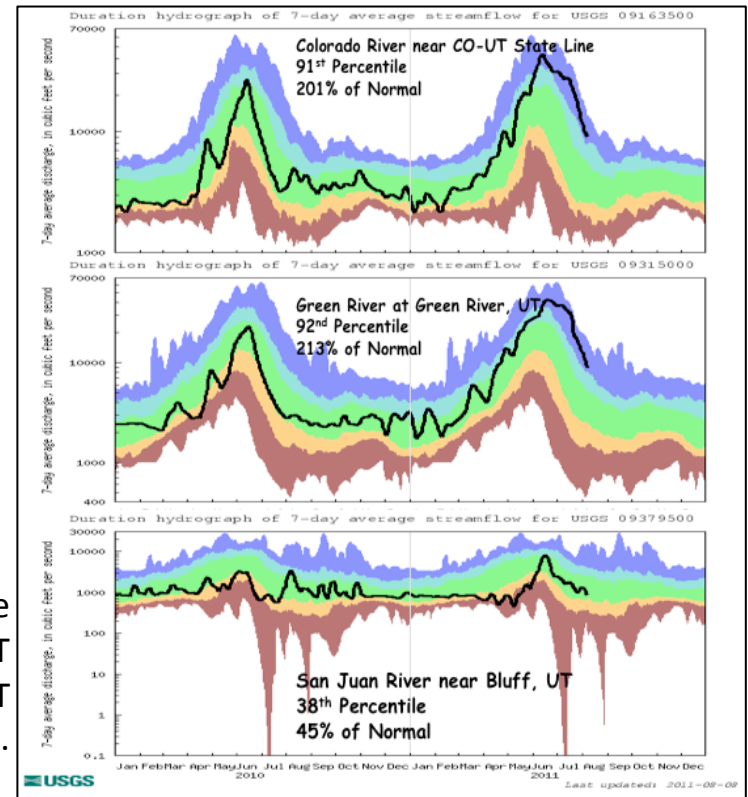 Duration hydrograph of 7-day average streamflow for USGS 09163500
7-day average discharge, in cubic feet per second
70000
10000
1000
Colorado River near CO-UT State Line
91st Percentile
201% of Normal
Duration hydrograph of 7-day average streamflow for USGS 09315000
7-day average discharge, in cubic feet per second
70000
10000
1000
400
Green River at Green River, UT
92nd Percentile
213% of Normal
Duration hydrograph of 7-day average streamflow for USGS 09379500
7-day average discharge, in cubic feet per second
30000
10000
1000
100
10
1
0.1
San Juan River near Bluff, UT
38th Percentile
45% of Normal
e
T
T
.
Jan Feb Mar Apr May Jun Jul Aug Sep Oct Nov Dec Jan Feb Mar Apr May Jun Jul Aug Sep Oct Nov Dec
2010 2011
USGS
Last updated: 2011-08-08